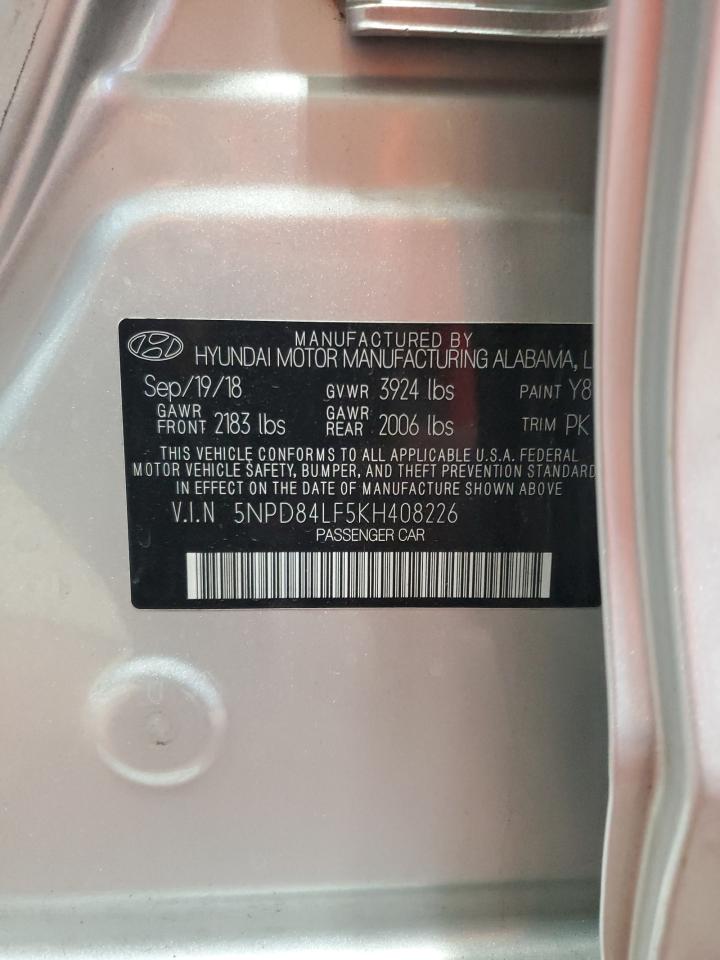 MANUFACTURED BY
HYUNDAI MOTOR MANUFACTURING ALABAMA, L
Sep/19/18 GVWR 3924 lbs PAINT Y8
GAWR FRONT 2183 lbs GAWR REAR 2006 lbs TRIM PK
THIS VEHICLE CONFORMS TO ALL APPLICABLE U.S.A. FEDERAL
MOTOR VEHICLE SAFETY, BUMPER, AND THEFT PREVENTION STANDARD
IN EFFECT ON THE DATE OF MANUFACTURE SHOWN ABOVE
V.I.N 5NPD84LF5KH408226
PASSENGER CAR